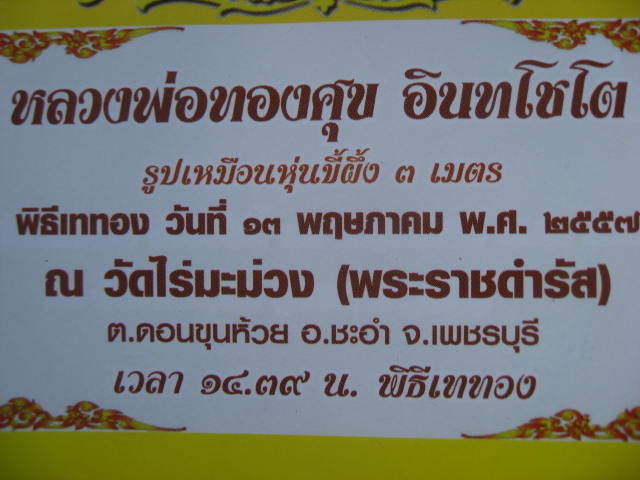 หลวงพ่อทองศุข อินทโชโต
รูปเหมือนหุ่นขี้ผึ้ง ๓ เมตร
พิธีเททอง วันที่ ๑๓ พฤษภาคม พ.ศ. ๒๕๕๗
ณ วัดไร่มะม่วง (พระราชดำรัส)
ต.ดอนขุนห้วย อ.ชะอำ จ.เพชรบุรี
เวลา ๑๔.๓๙ น. พิธีเททอง